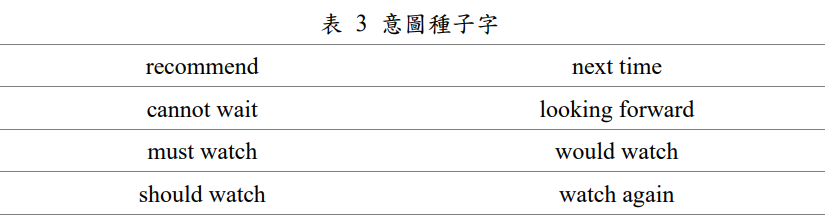 表 3 意圖種子字
recommend next time
cannot wait looking forward
must watch would watch
should watch watch again